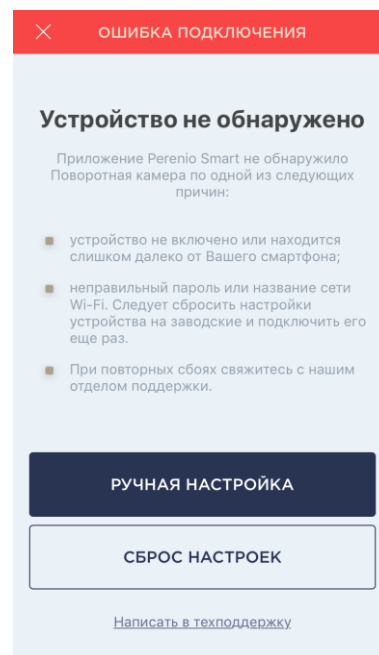 ОШИБКА ПОДКЛЮЧЕНИЯ
Устройство не обнаружено
Приложение Perenio Smart не обнаружило
Поворотная камера по одной из следующих
причин:
устройство не включено или находится
слишком далеко от Вашего смартфона;
неправильный пароль или название сети
Wi-Fi. Следует сбросить настройки
устройства на заводские и подключить его
еще раз.
При повторных сбоях свяжитесь с нашим
отделом поддержки.
РУЧНАЯ НАСТРОЙКА
СБРОС НАСТРОЕК
Написать в техподдержку